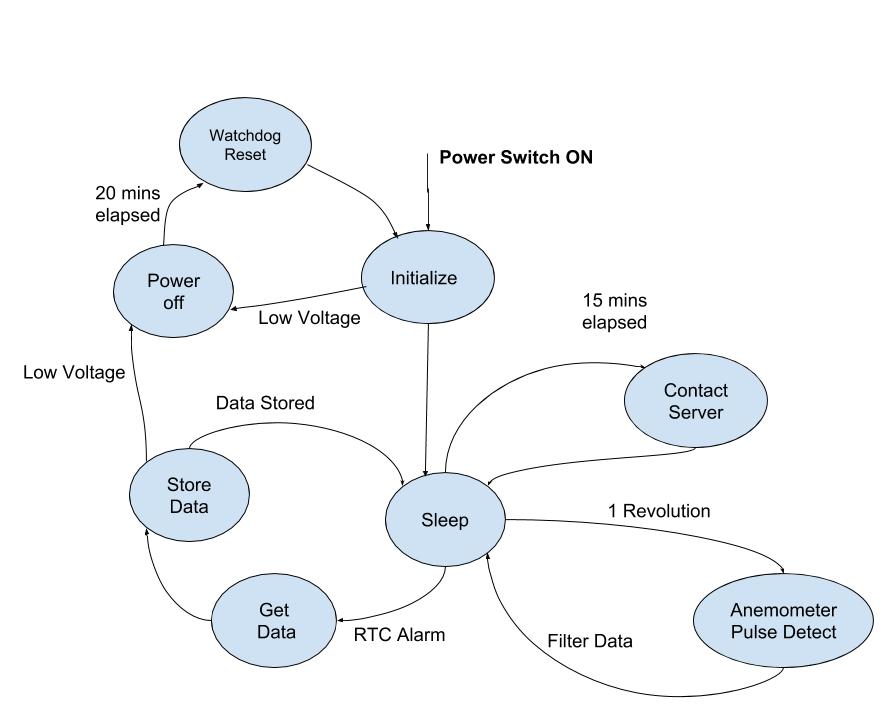 Watchdog
Reset
Power Switch ON
20 mins
elapsed
Power
off
Initialize
Low Voltage
15 mins
elapsed
Low Voltage
Contact
Server
Data Stored
Store
Data
Sleep
1 Revolution
Get
Data
RTC Alarm
Filter Data
Anemometer
Pulse Detect